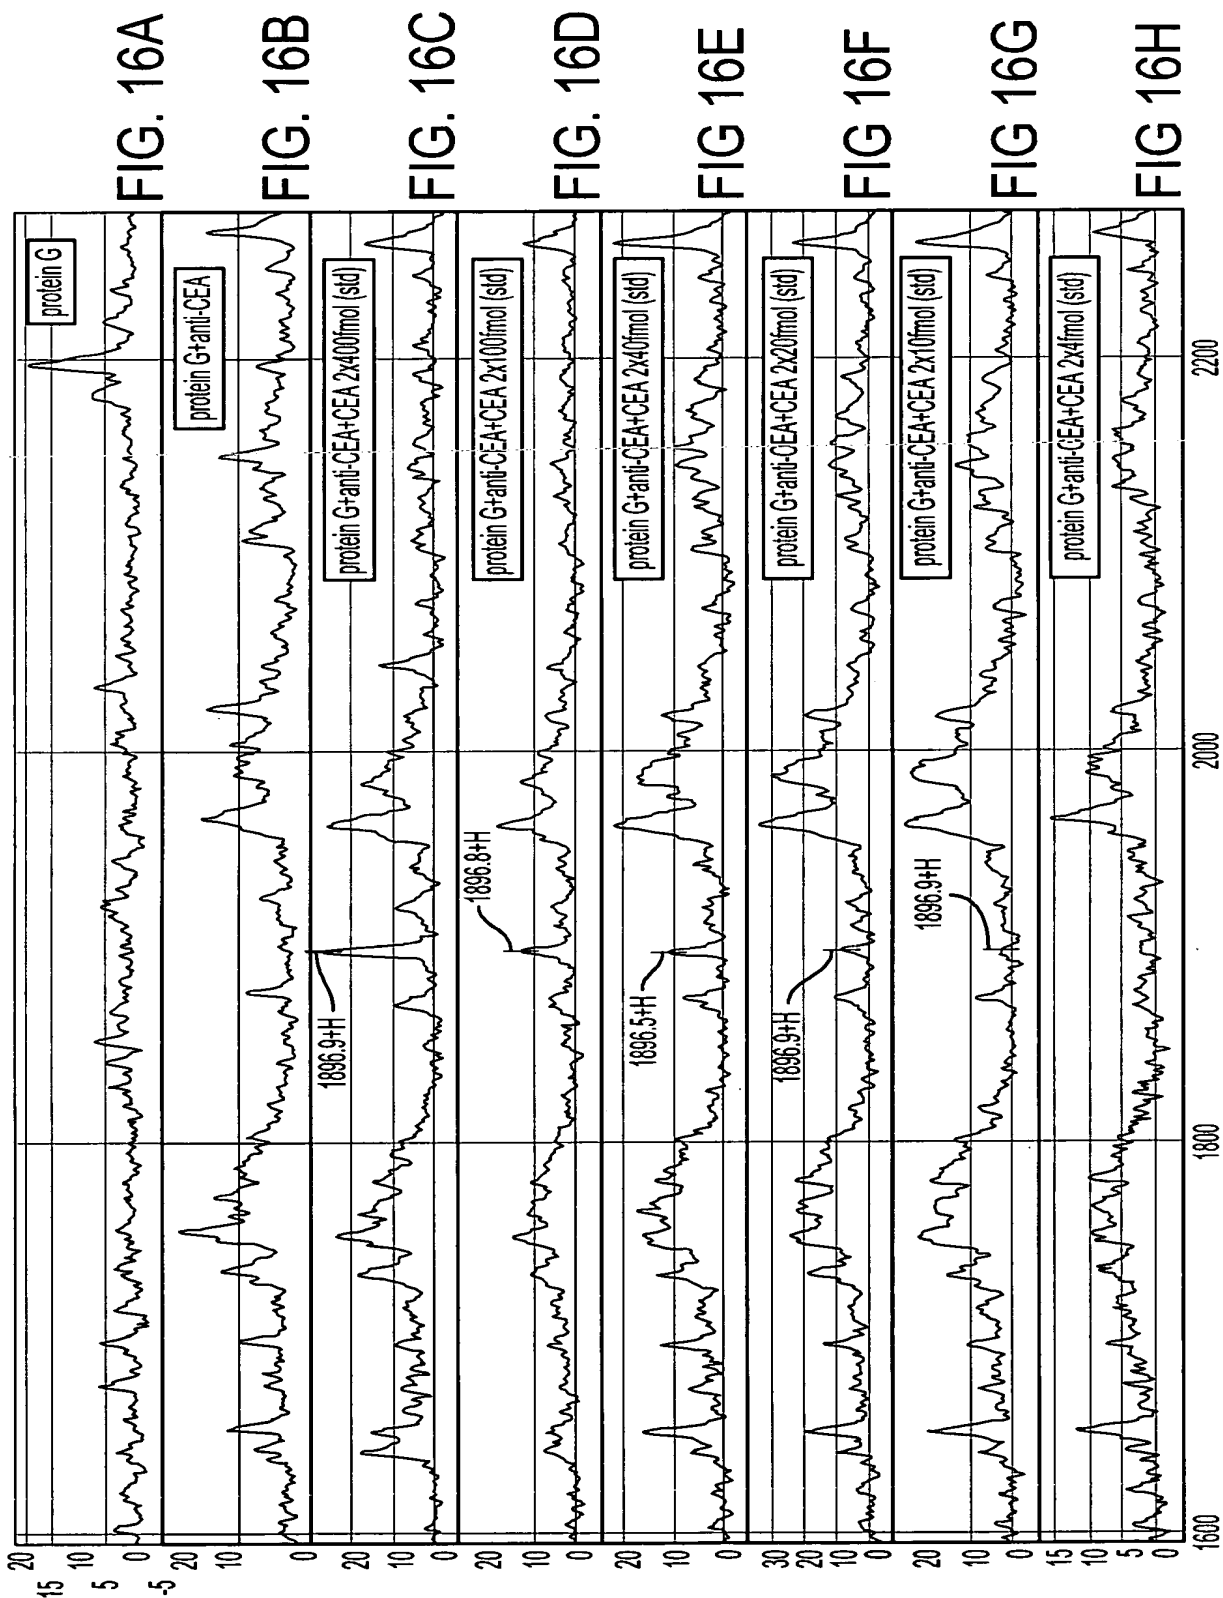 FIG. 16A
protein G
20
15
10
5
0
-5
FIG. 16B
protein G+anti-CEA
20
10
0
FIG. 16C
protein G+anti-CEA+CEA 2x400fmol (std)
1896.9+H
20
10
0
FIG. 16D
protein G+anti-CEA+CEA 2x100fmol (std)
1896.8+H
20
10
0
FIG 16E
protein G+anti-CEA+CEA 2x40fmol (std)
1896.5+H
20
10
0
FIG 16F
protein G+anti-CEA+CEA 2x20fmol (std)
1896.9+H
30
20
10
0
FIG 16G
protein G+anti-CEA+CEA 2x10fmol (std)
1896.9+H
20
10
0
FIG 16H
protein G+anti-CEA+CEA 2x4fmol (std)
15
10
5
0
1600
1800
2000
2200